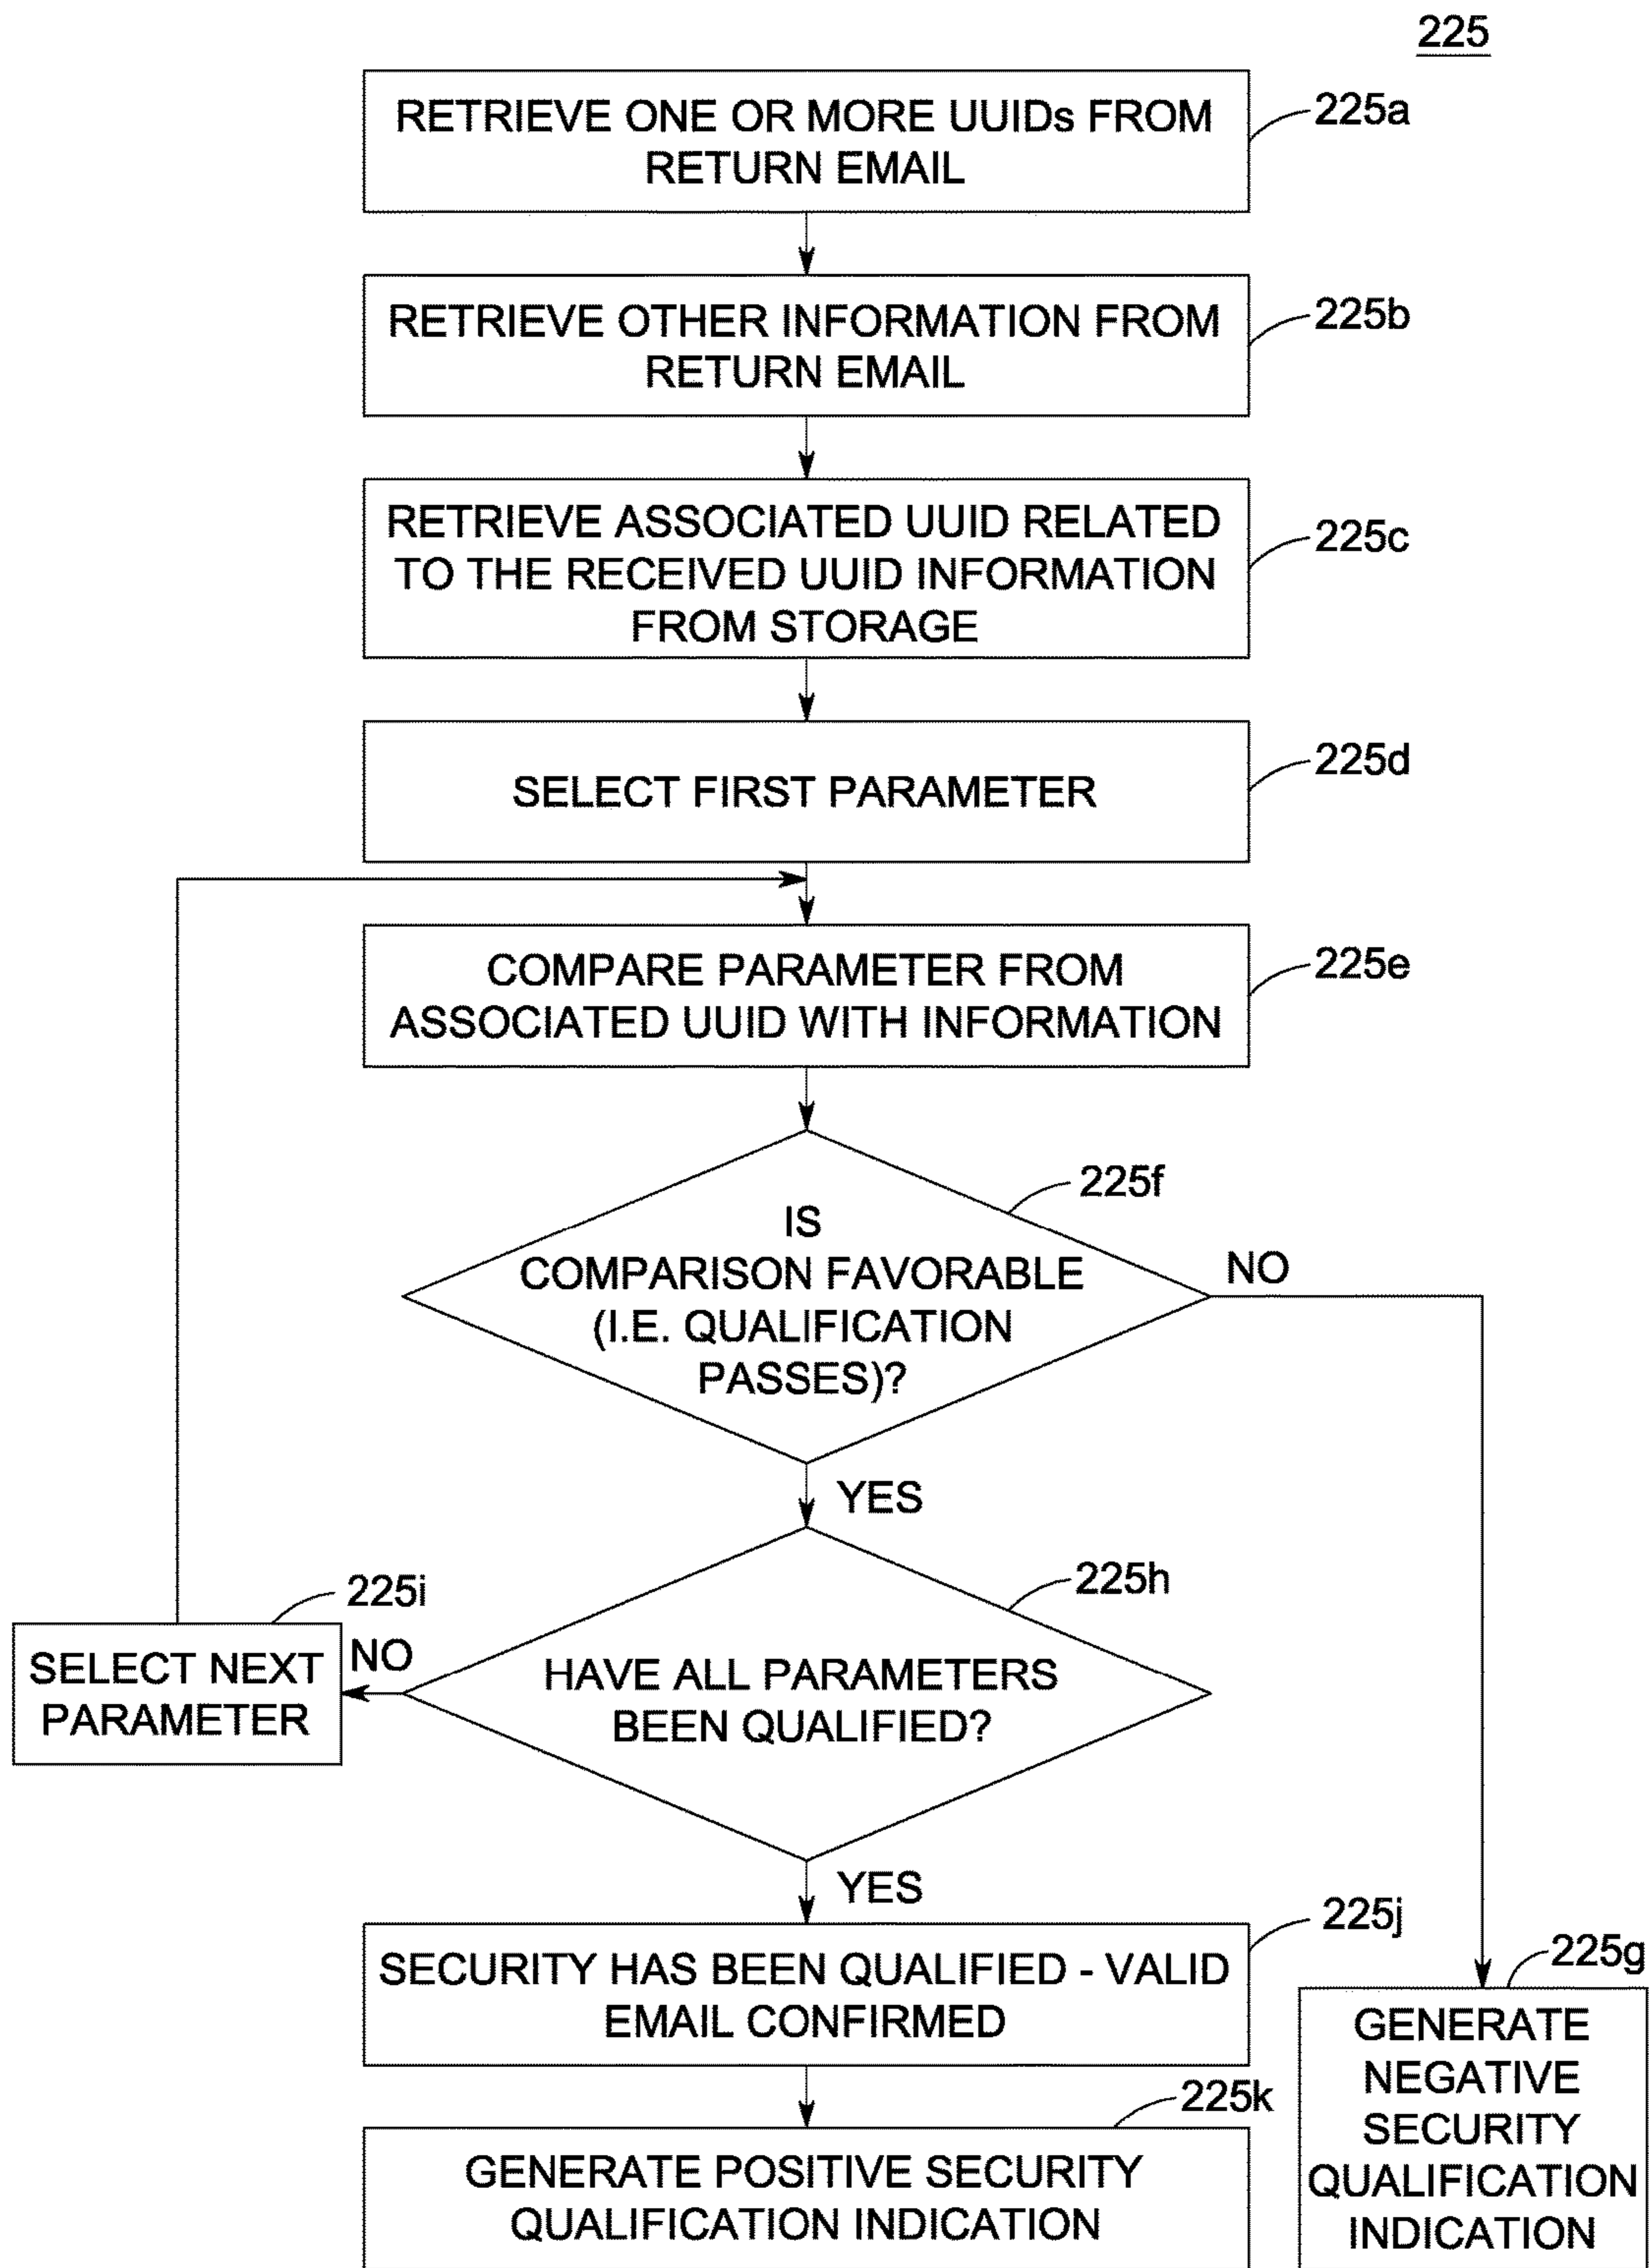 225
RETRIEVE ONE OR MORE UUIDs FROM
RETURN EMAIL
225a
RETRIEVE OTHER INFORMATION FROM
RETURN EMAIL
225b
RETRIEVE ASSOCIATED UUID RELATED
TO THE RECEIVED UUID INFORMATION
FROM STORAGE
225c
SELECT FIRST PARAMETER
225d
COMPARE PARAMETER FROM
ASSOCIATED UUID WITH INFORMATION
225e
IS
COMPARISON FAVORABLE
(I.E. QUALIFICATION
PASSES)?
225f
NO
YES
HAVE ALL PARAMETERS
BEEN QUALIFIED?
225h
NO
SELECT NEXT
PARAMETER
225i
YES
SECURITY HAS BEEN QUALIFIED - VALID
EMAIL CONFIRMED
225j
GENERATE POSITIVE SECURITY
QUALIFICATION INDICATION
225k
GENERATE
NEGATIVE
SECURITY
QUALIFICATION
INDICATION
225g